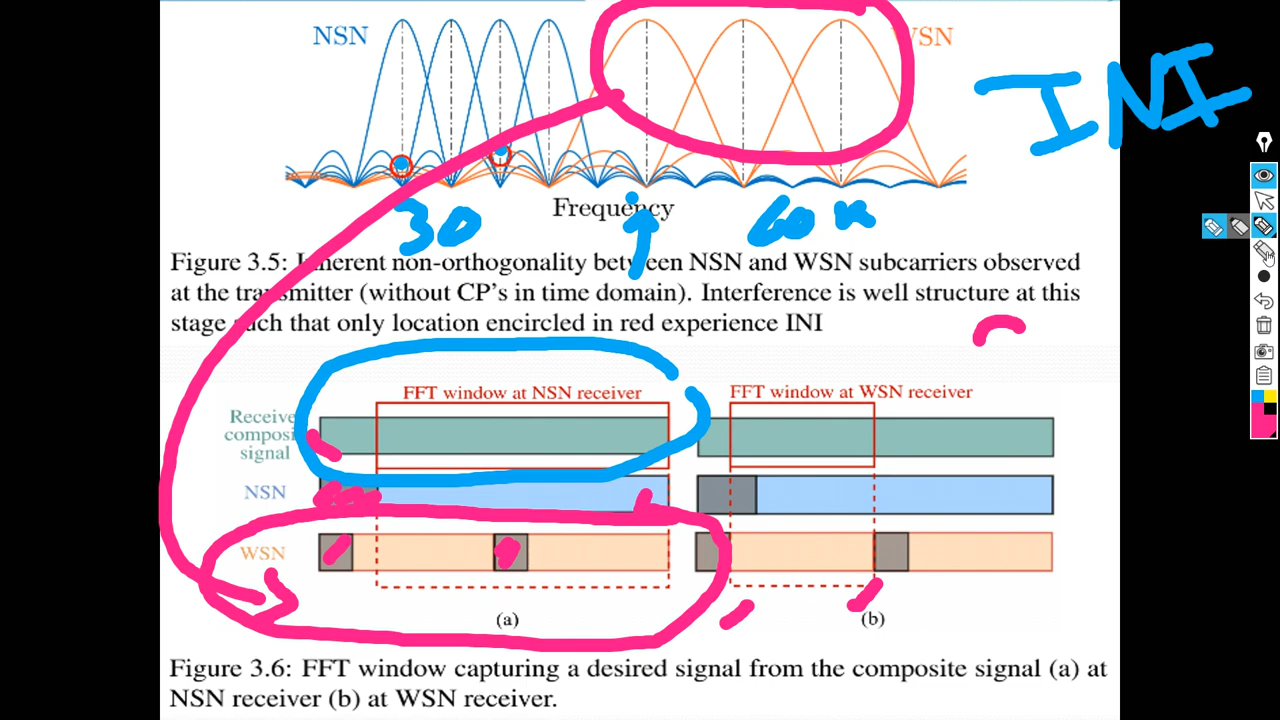 NSN
WSN
INI
Frequency
30
60 k
Figure 3.5: Inherent non-orthogonality between NSN and WSN subcarriers observed
at the transmitter (without CP's in time domain). Interference is well structure at this
stage such that only location encircled in red experience INI
FFT window at NSN receiver
FFT window at WSN receiver
Receive
composi
signal
NSN
WSN
(a)
(b)
Figure 3.6: FFT window capturing a desired signal from the composite signal (a) at
NSN receiver (b) at WSN receiver.